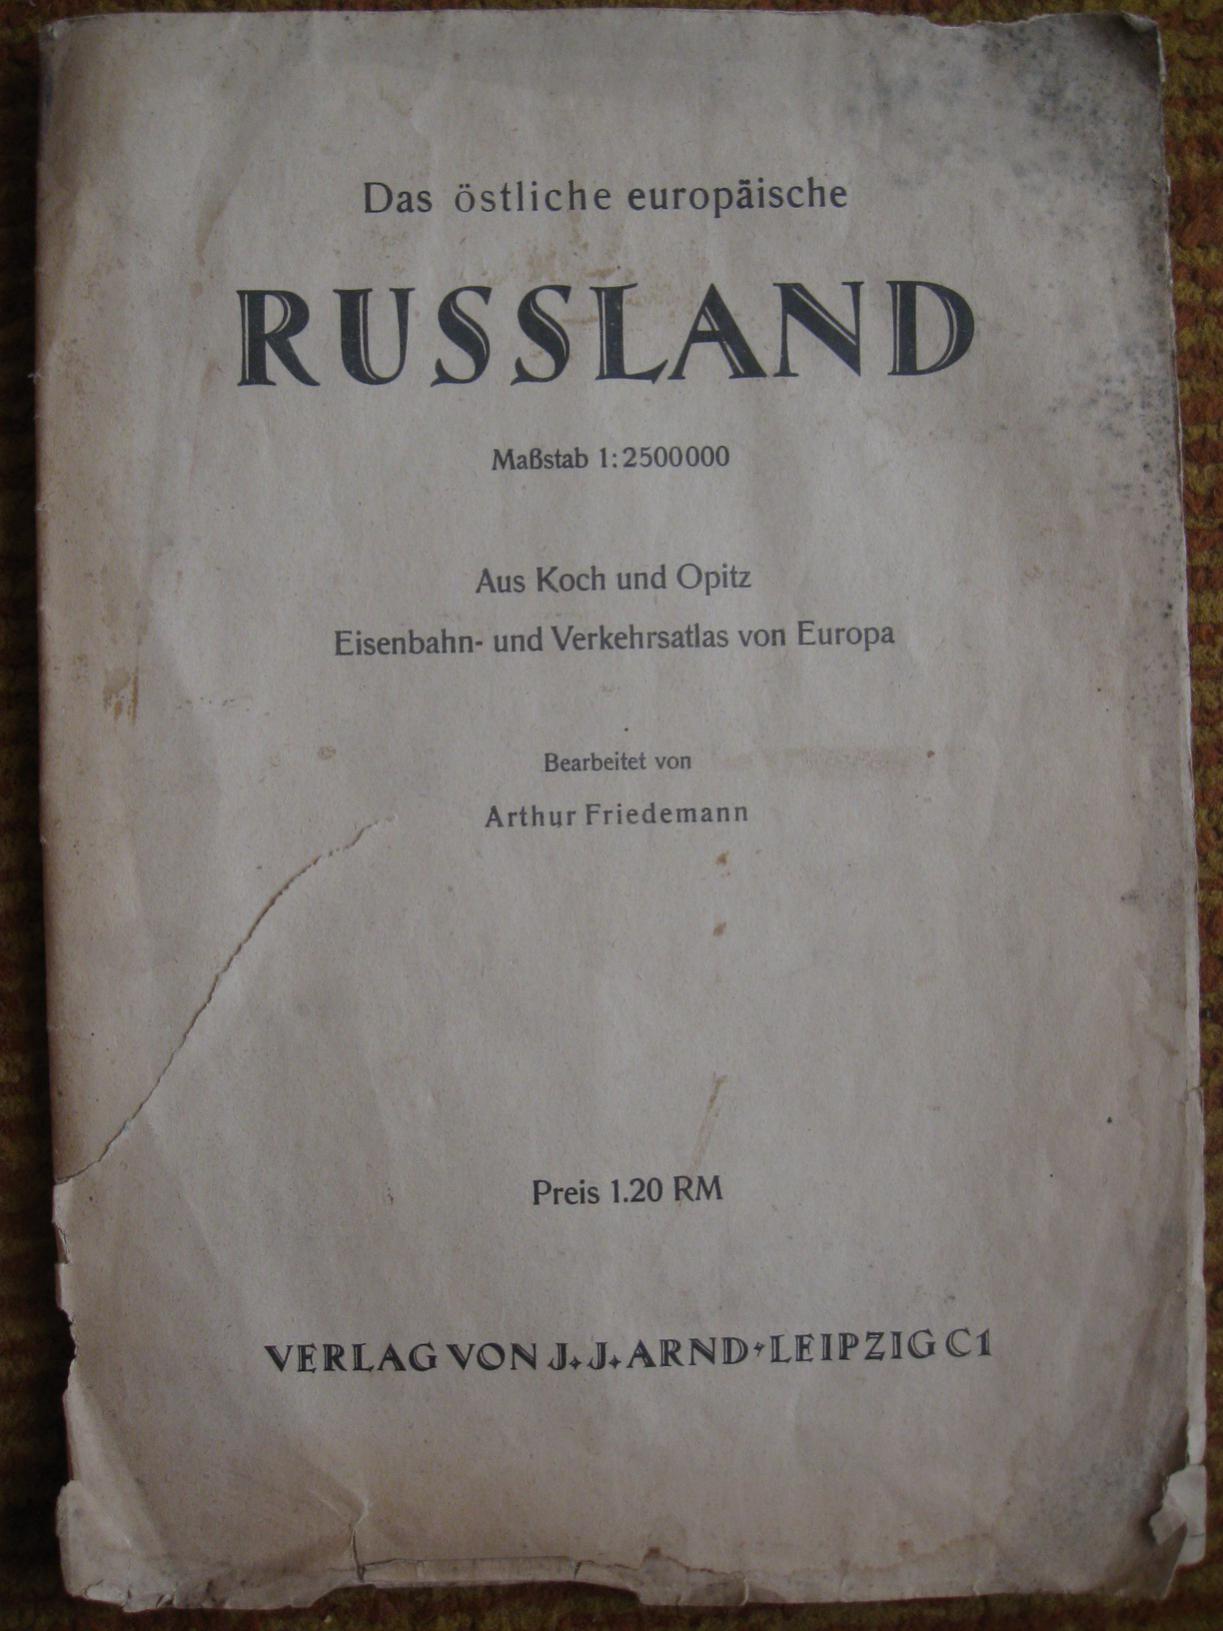 Das östliche europäische
RUSSLAND
Maßstab 1:2500000
Aus Koch und Opitz
Eisenbahn- und Verkehrsatlas von Europa
Bearbeitet von
Arthur Friedemann
Preis 1.20 RM
VERLAG VON J.J. ARND · LEIPZIG C1